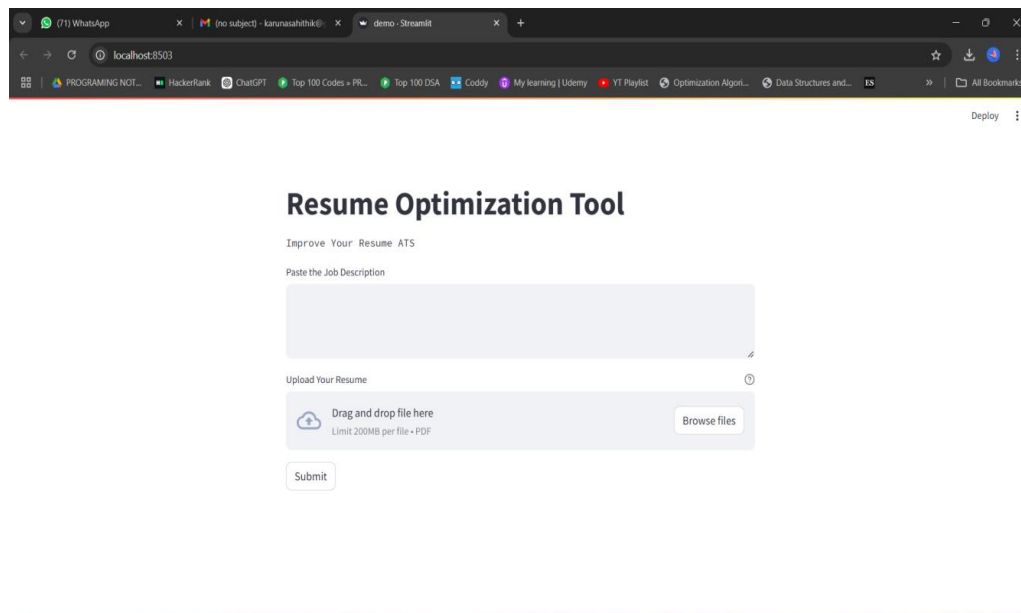 (71) WhatsApp
(no subject) - karunasahithik@
demo · Streamlit
localhost:8503
PROGRAMING NOT...
HackerRank
ChatGPT
Top 100 Codes » PR...
Top 100 DSA
Coddy
My learning | Udemy
YT Playlist
Optimization Algori...
Data Structures and...
ES
»
All Bookmarks
Deploy
Resume Optimization Tool
Improve Your Resume ATS
Paste the Job Description
Upload Your Resume
Drag and drop file here
Limit 200MB per file • PDF
Browse files
Submit